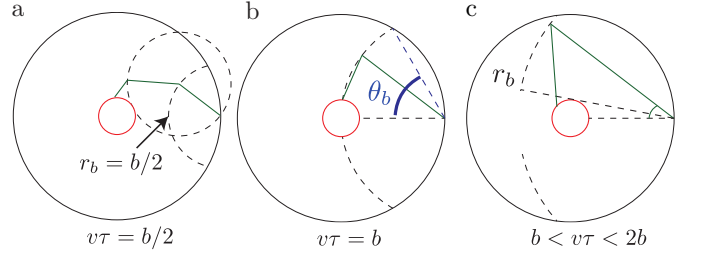 a
b
c
r_b = b/2
θ_b
r_b
vτ = b/2
vτ = b
b < vτ < 2b